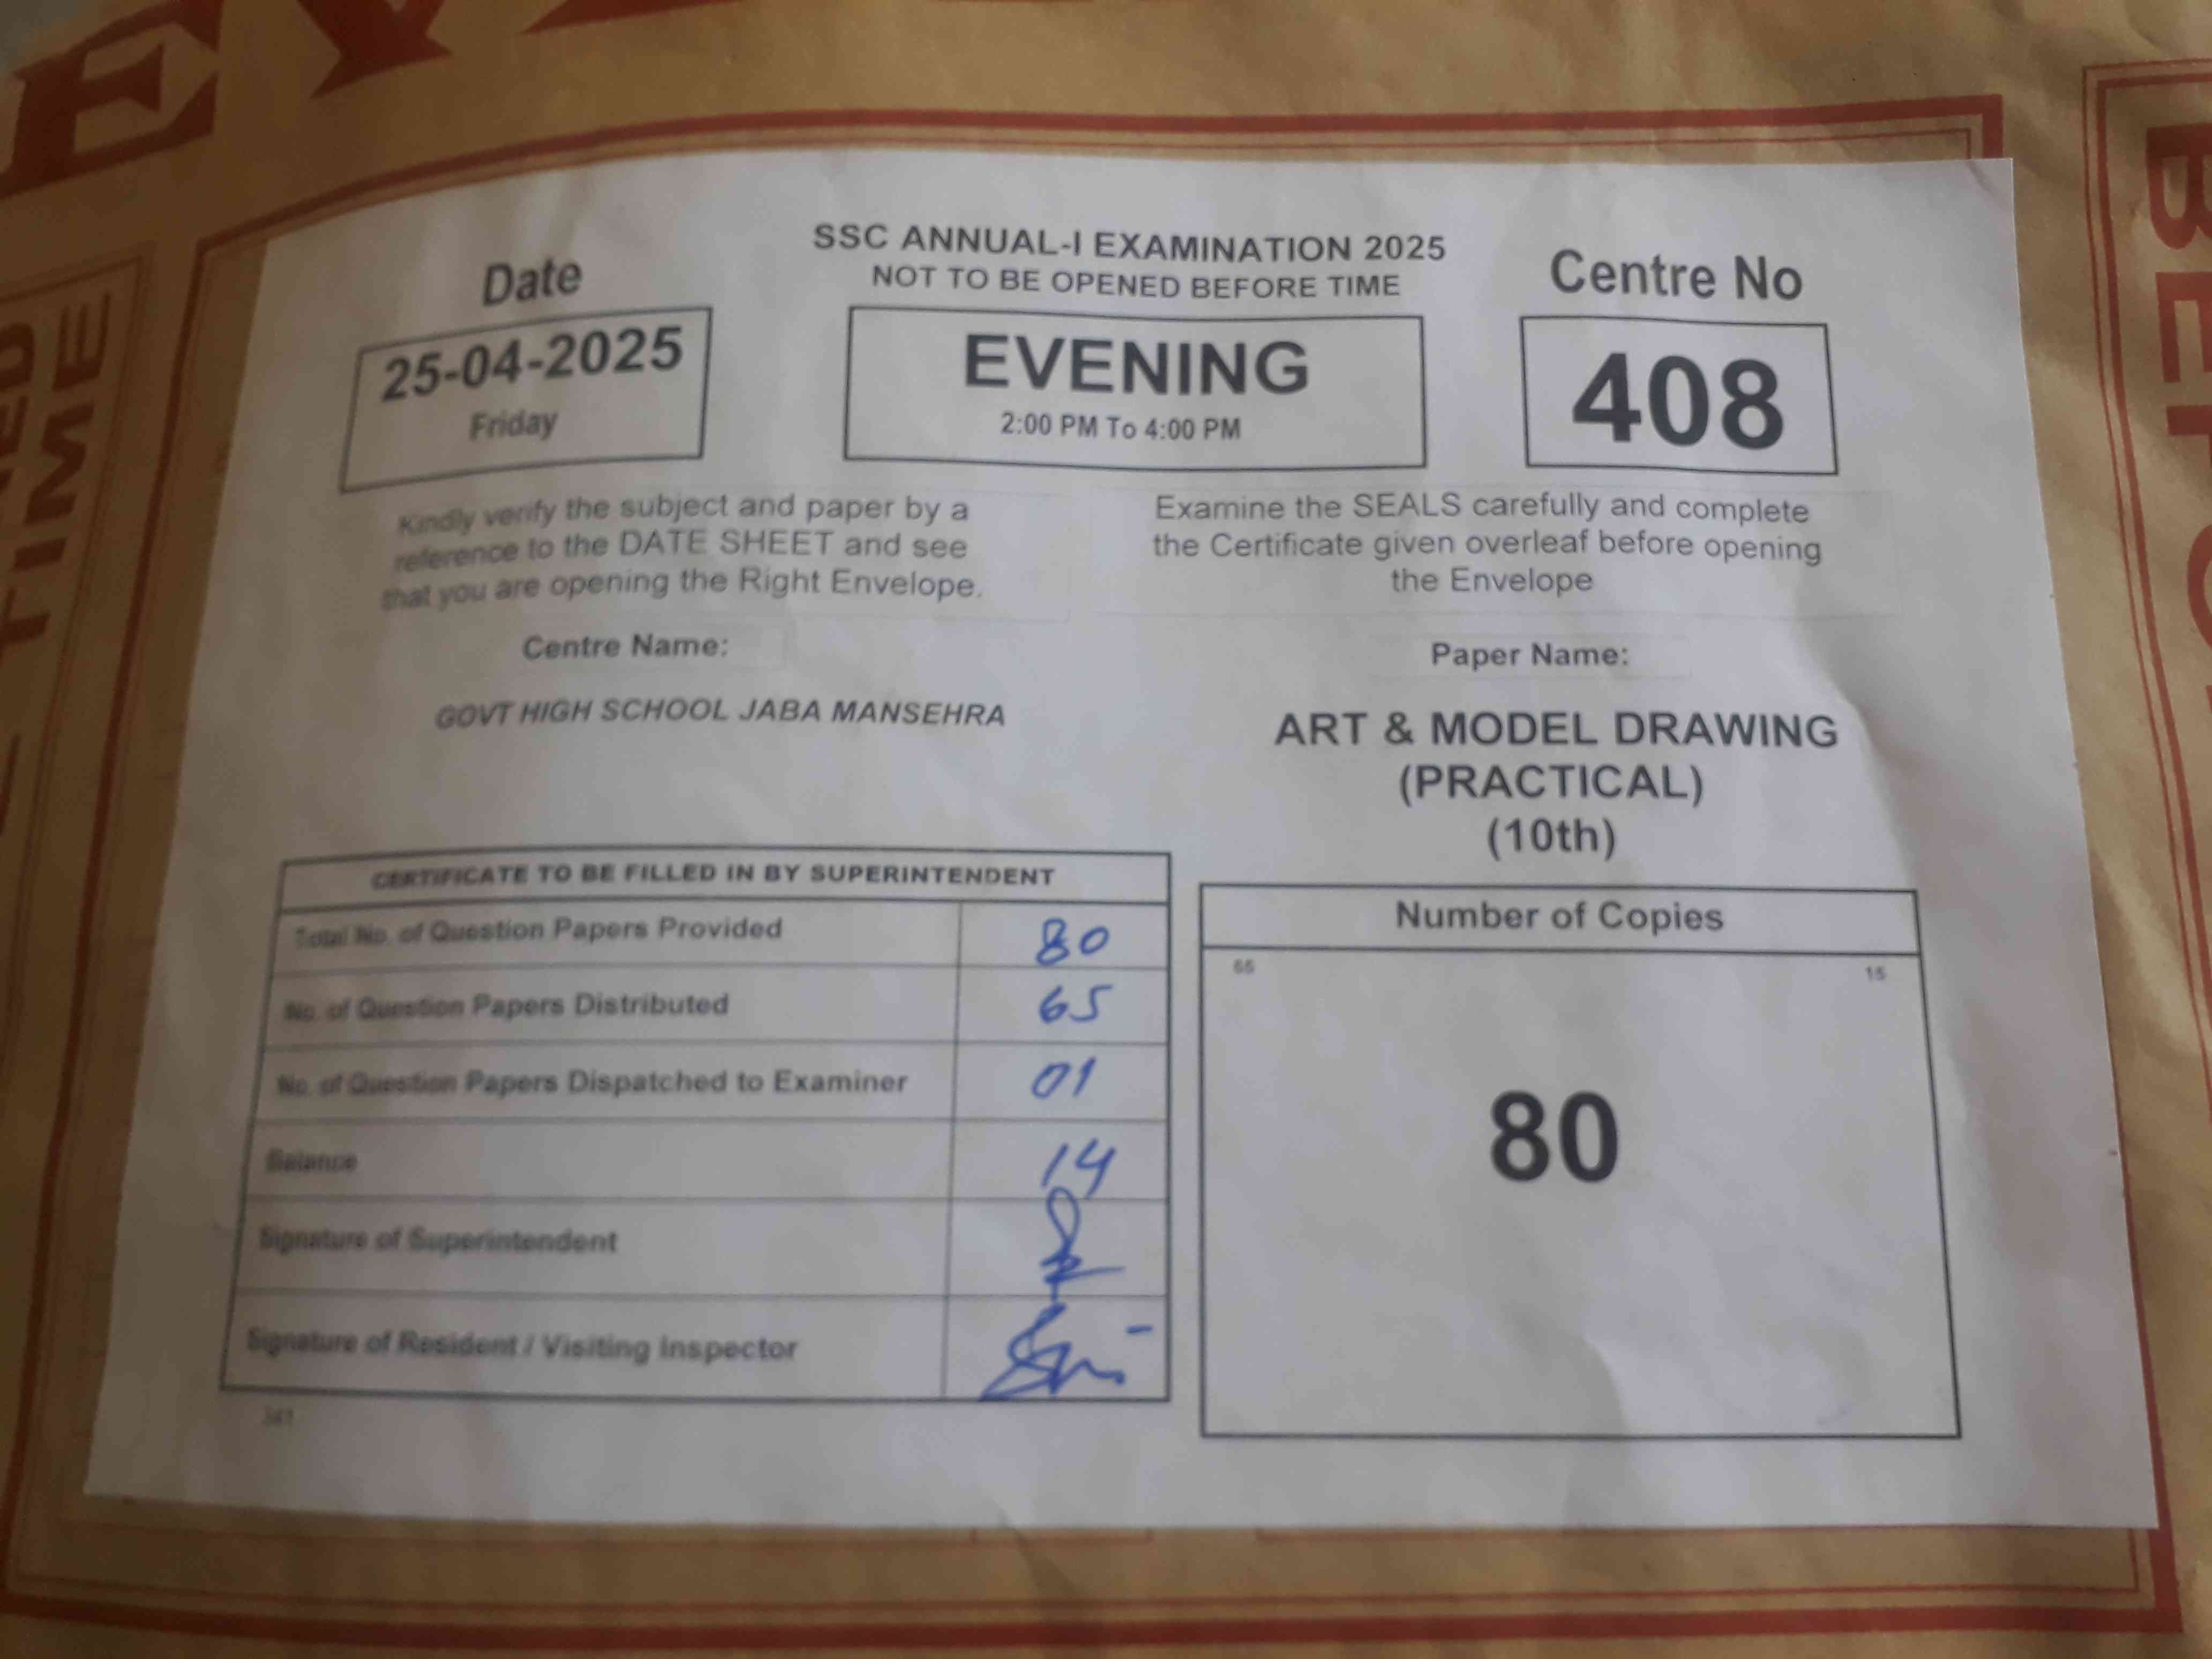 EV
SSC ANNUAL-I EXAMINATION 2025
NOT TO BE OPENED BEFORE TIME
Date
25-04-2025
Friday
EVENING
2:00 PM To 4:00 PM
Centre No
408
Kindly verify the subject and paper by a
reference to the DATE SHEET and see
that you are opening the Right Envelope.
Examine the SEALS carefully and complete
the Certificate given overleaf before opening
the Envelope
Centre Name:
GOVT HIGH SCHOOL JABA MANSEHRA
Paper Name:
ART & MODEL DRAWING
(PRACTICAL)
(10th)
CERTIFICATE TO BE FILLED IN BY SUPERINTENDENT
Total No. of Question Papers Provided 80
No. of Question Papers Distributed 65
No. of Question Papers Dispatched to Examiner 01
Balance 14
Signature of Superintendent
Signature of Resident / Visiting Inspector
Number of Copies
65 15
80
TIME